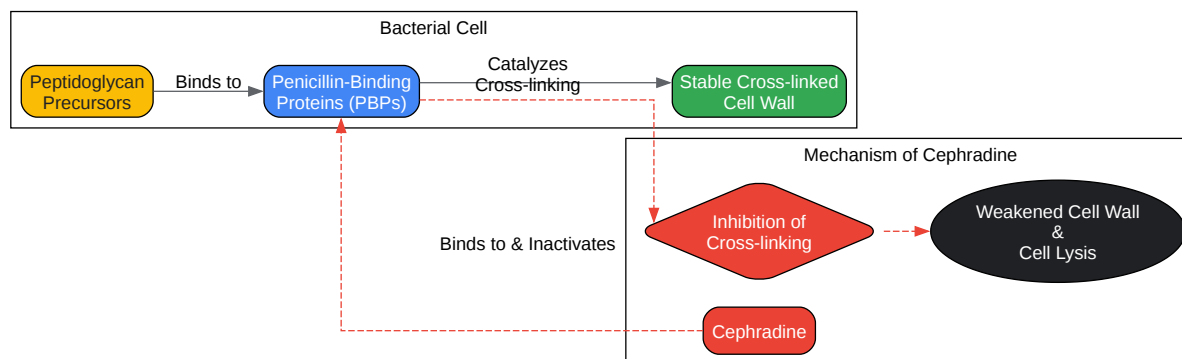 Bacterial Cell
Peptidoglycan
Precursors
Binds to
Penicillin-Binding
Proteins (PBPs)
Catalyzes
Cross-linking
Stable Cross-linked
Cell Wall
Mechanism of Cephradine
Inhibition of
Cross-linking
Weakened Cell Wall
&
Cell Lysis
Binds to & Inactivates
Cephradine